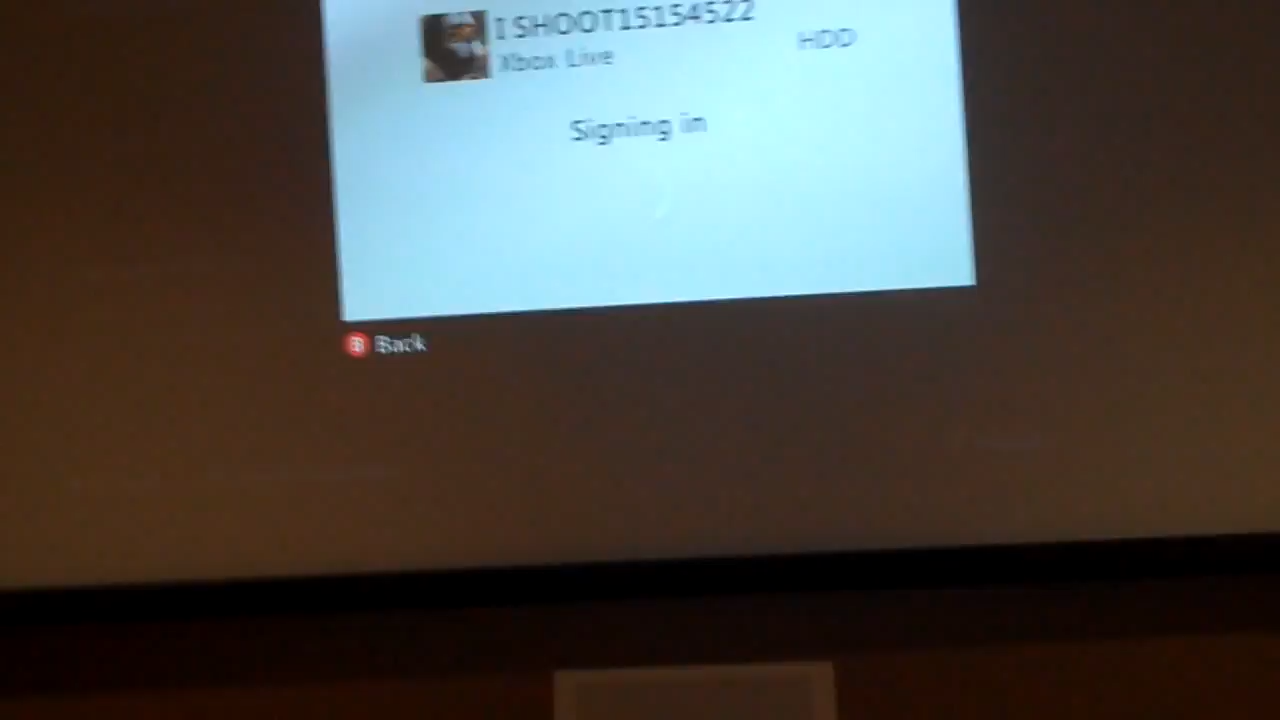 I SHOOT15154522
Xbox Live
HDD
Signing in
B Back